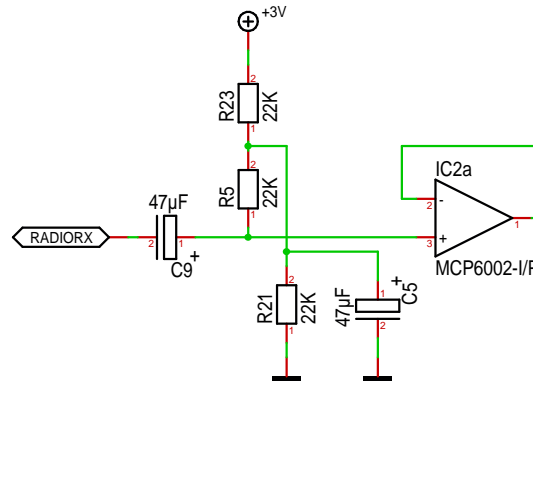 +3V
2
R23
22K
1
2
R5
22K
1
IC2a
2
-
1
3
+
MCP6002-I/P
47µF
RADIORX
2
1
+
C9
2
R21
22K
1
47µF
1
+
C5
2